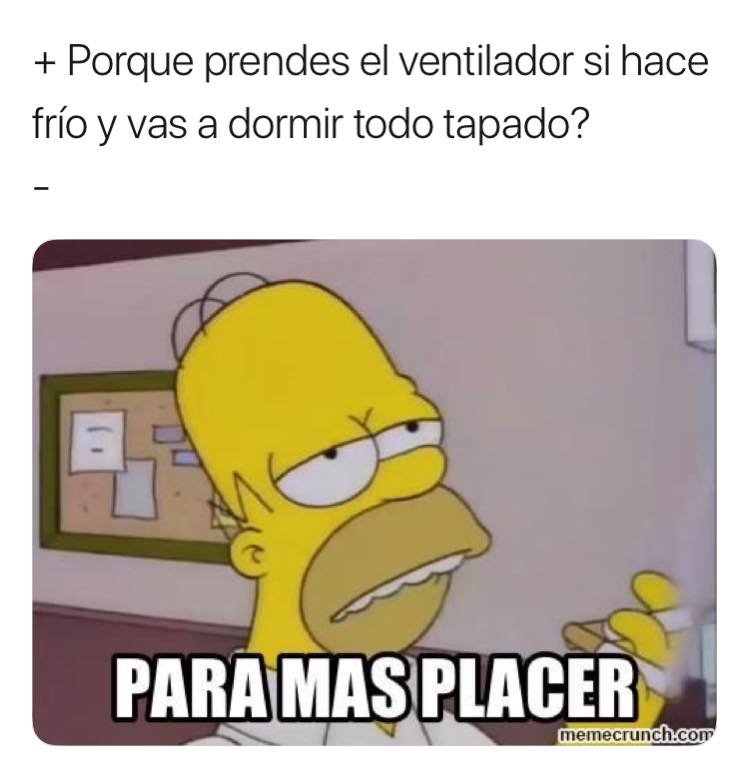 + Porque prendes el ventilador si hace
frío y vas a dormir todo tapado?
-
PARA MAS PLACER
memecrunch.com